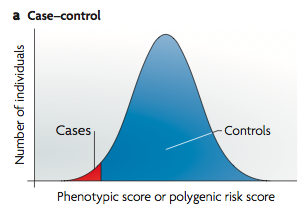 a Case–control
Number of individuals
Cases
Controls
Phenotypic score or polygenic risk score